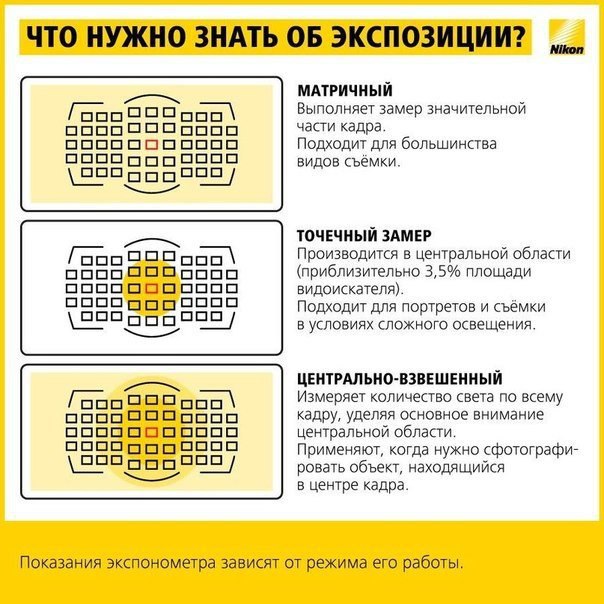 ЧТО НУЖНО ЗНАТЬ ОБ ЭКСПОЗИЦИИ?
Nikon
МАТРИЧНЫЙ
Выполняет замер значительной
части кадра.
Подходит для большинства
видов съёмки.
ТОЧЕЧНЫЙ ЗАМЕР
Производится в центральной области
(приблизительно 3,5% площади
видоискателя).
Подходит для портретов и съёмки
в условиях сложного освещения.
ЦЕНТРАЛЬНО-ВЗВЕШЕННЫЙ
Измеряет количество света по всему
кадру, уделяя основное внимание
центральной области.
Применяют, когда нужно сфотографи-
ровать объект, находящийся
в центре кадра.
Показания экспонометра зависят от режима его работы.